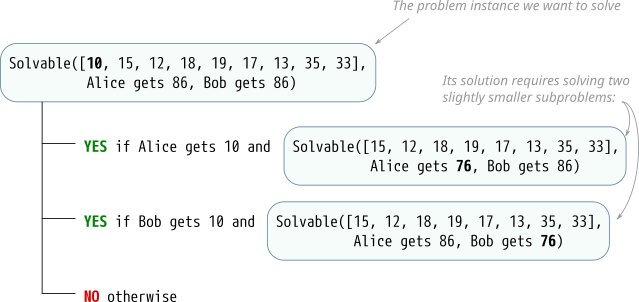 The problem instance we want to solve
Solvable([10, 15, 12, 18, 19, 17, 13, 35, 33],
Alice gets 86, Bob gets 86)
Its solution requires solving two
slightly smaller subproblems:
YES if Alice gets 10 and
Solvable([15, 12, 18, 19, 17, 13, 35, 33],
Alice gets 76, Bob gets 86)
YES if Bob gets 10 and
Solvable([15, 12, 18, 19, 17, 13, 35, 33],
Alice gets 86, Bob gets 76)
NO otherwise